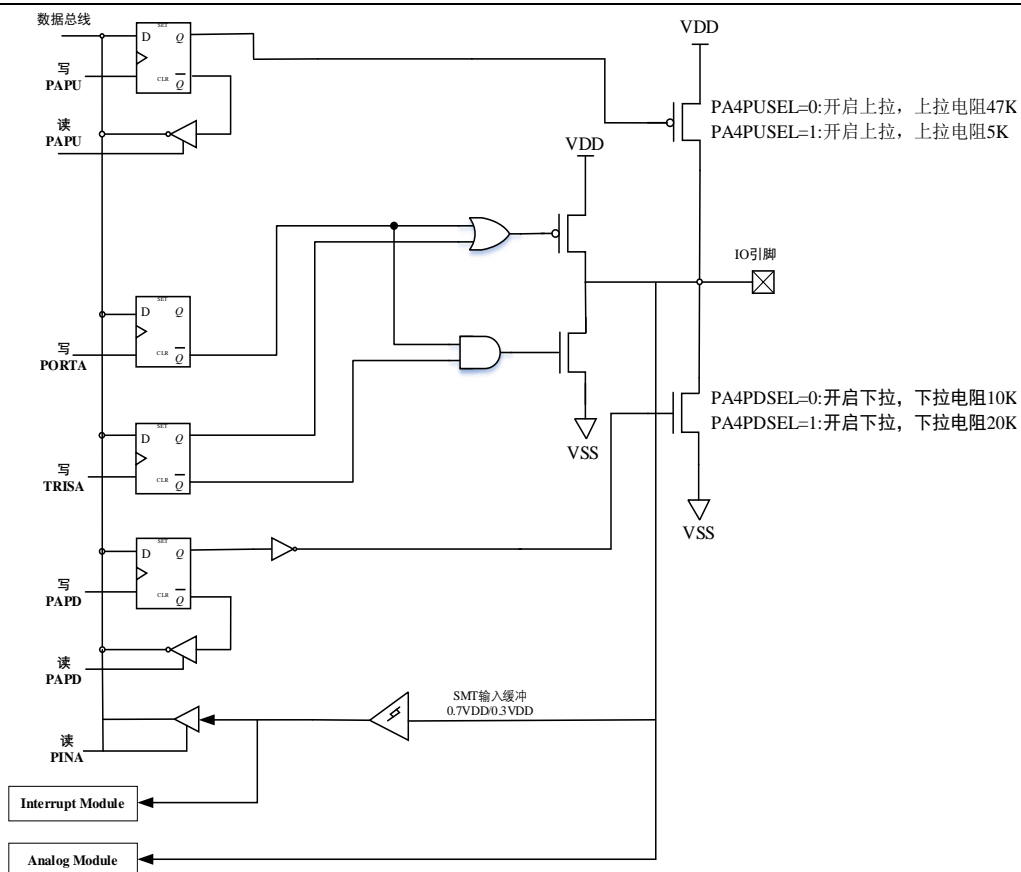 数据总线
SET
D Q
写
PAPU
CLR Q
读
PAPU
VDD
PA4PUSEL=0:开启上拉，上拉电阻47K
PA4PUSEL=1:开启上拉，上拉电阻5K
VDD
IO引脚
SET
D Q
写
PORTA
CLR Q
VSS
PA4PDSEL=0:开启下拉，下拉电阻10K
PA4PDSEL=1:开启下拉，下拉电阻20K
VSS
SET
D Q
写
TRISA
CLR Q
SET
D Q
写
PAPD
CLR Q
读
PAPD
SMT输入缓冲
0.7VDD/0.3VDD
读
PINA
Interrupt Module
Analog Module